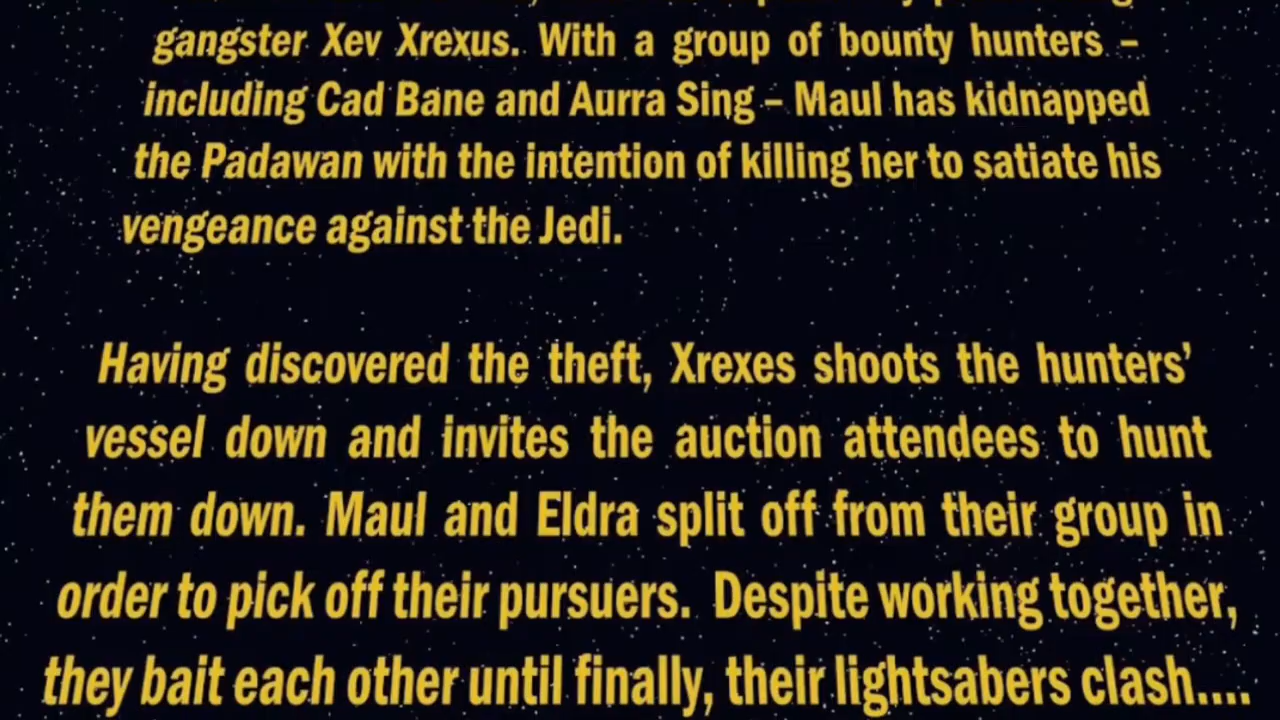 gangster Xev Xrexus. With a group of bounty hunters –
including Cad Bane and Aurra Sing – Maul has kidnapped
the Padawan with the intention of killing her to satiate his
vengeance against the Jedi.
Having discovered the theft, Xrexes shoots the hunters’
vessel down and invites the auction attendees to hunt
them down. Maul and Eldra split off from their group in
order to pick off their pursuers. Despite working together,
they bait each other until finally, their lightsabers clash....